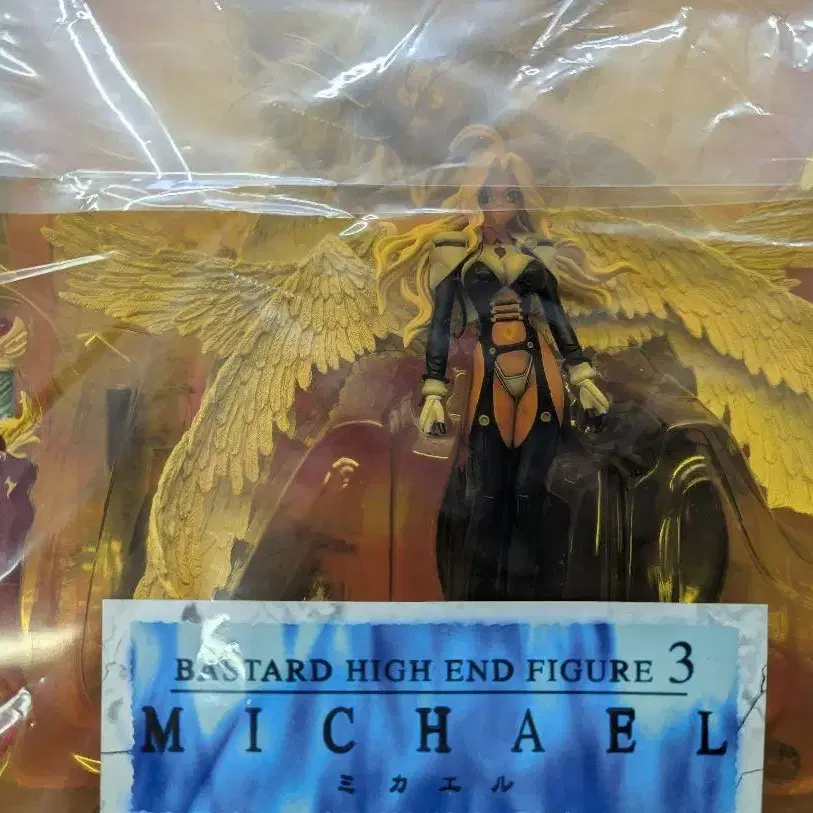 BASTARD HIGH END FIGURE 3
MICHAEL
ミカエル